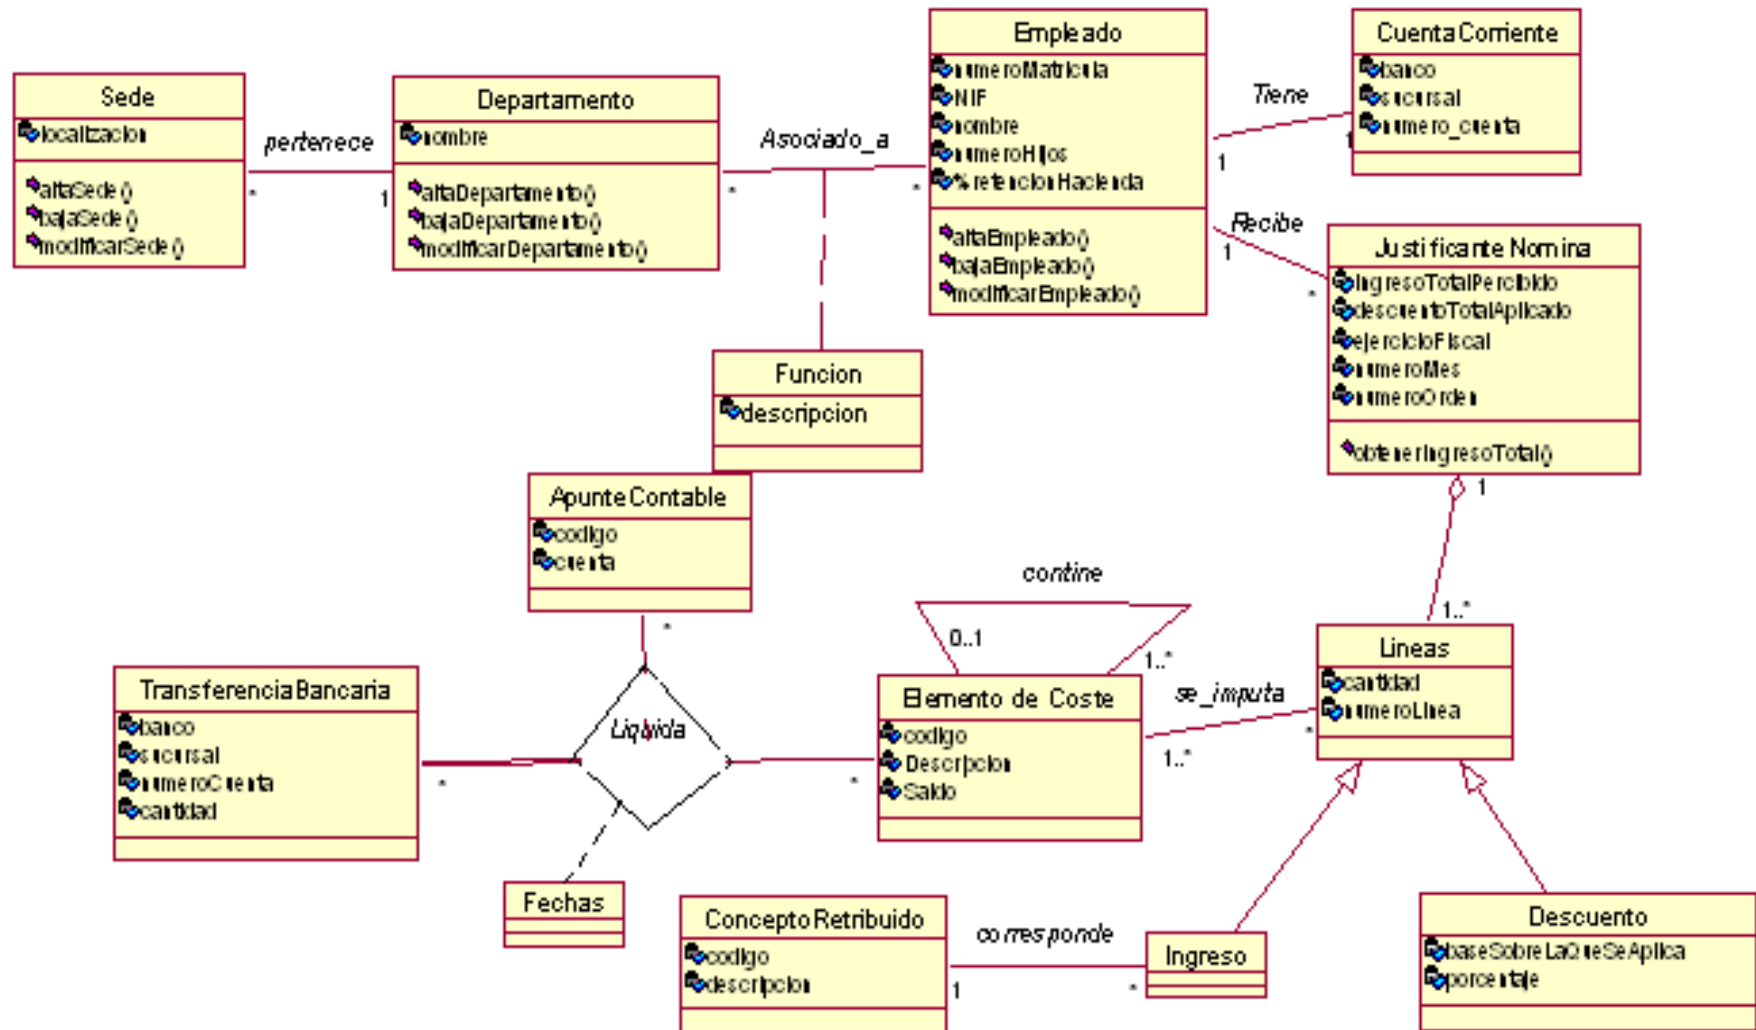 Sede
localizacion
altaSede()
bajaSede()
modificarSede()
pertenece
*
1
Departamento
nombre
altaDepartamento()
bajaDepartamento()
modificarDepartamento()
Asociado_a
*
*
Empleado
numeroMatricula
NIF
nombre
numeroHijos
%retencionHacienda
altaEmpleado()
bajaEmpleado()
modificarEmpleado()
Tiene
1
1
CuentaCorriente
banco
sucursal
numero_cuenta
Recibe
1
*
Justificante Nomina
ingresoTotalPercibido
descuentoTotalAplicado
ejercicioFiscal
numeroMes
numeroOrden
obtenerIngresoTotal()
1
1..*
Funcion
descripcion
Apunte Contable
codigo
cuenta
*
contine
0..1
1..*
Lineas
cantidad
numeroLinea
TransferenciaBancaria
banco
sucursal
numeroCuenta
cantidad
*
Liquida
*
Elemento de Coste
codigo
Descripcion
Saldo
se_imputa
1..*
*
Fechas
ConceptoRetribuido
codigo
descripcion
corresponde
1
*
Ingreso
Descuento
baseSobreLaQueSeAplica
porcentaje